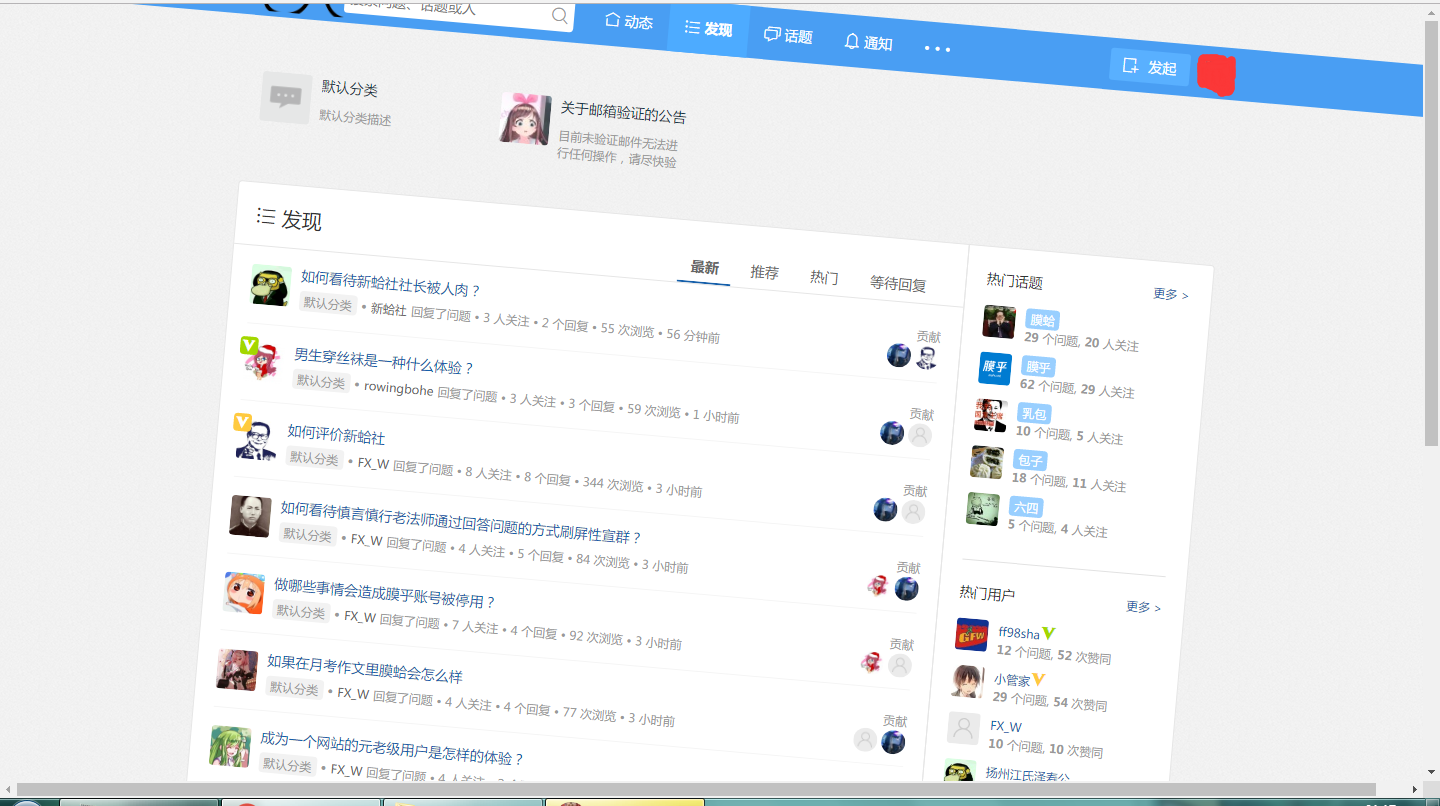 动态
发现
话题
通知
发起
默认分类
默认分类描述
关于邮箱验证的公告
目前未验证邮件无法进
行任何操作，请尽快验
发现
最新 推荐 热门 等待回复
如何看待新蛤社社长被人肉？
默认分类 • 新蛤社 回复了问题 • 3 人关注 • 2 个回复 • 55 次浏览 • 56 分钟前
贡献
男生穿丝袜是一种什么体验？
默认分类 • rowingbohe 回复了问题 • 3 人关注 • 3 个回复 • 59 次浏览 • 1 小时前
贡献
如何评价新蛤社
默认分类 • FX_W 回复了问题 • 8 人关注 • 8 个回复 • 344 次浏览 • 3 小时前
贡献
如何看待慎言慎行老法师通过回答问题的方式刷屏性宣群？
默认分类 • FX_W 回复了问题 • 4 人关注 • 5 个回复 • 84 次浏览 • 3 小时前
贡献
做哪些事情会造成膜乎账号被停用？
默认分类 • FX_W 回复了问题 • 7 人关注 • 4 个回复 • 92 次浏览 • 3 小时前
贡献
如果在月考作文里膜蛤会怎么样
默认分类 • FX_W 回复了问题 • 4 人关注 • 4 个回复 • 77 次浏览 • 3 小时前
贡献
成为一个网站的元老级用户是怎样的体验？
默认分类 • FX_W 回复了问题
热门话题
更多 >
膜蛤
29 个问题, 20 人关注
膜乎
膜乎
62 个问题, 29 人关注
乳包
10 个问题, 5 人关注
包子
18 个问题, 11 人关注
六四
5 个问题, 4 人关注
热门用户
更多 >
GFW
ff98sha
12 个问题, 52 次赞同
小管家
29 个问题, 54 次赞同
FX_W
10 个问题, 10 次赞同
扬州江氏泽寿公